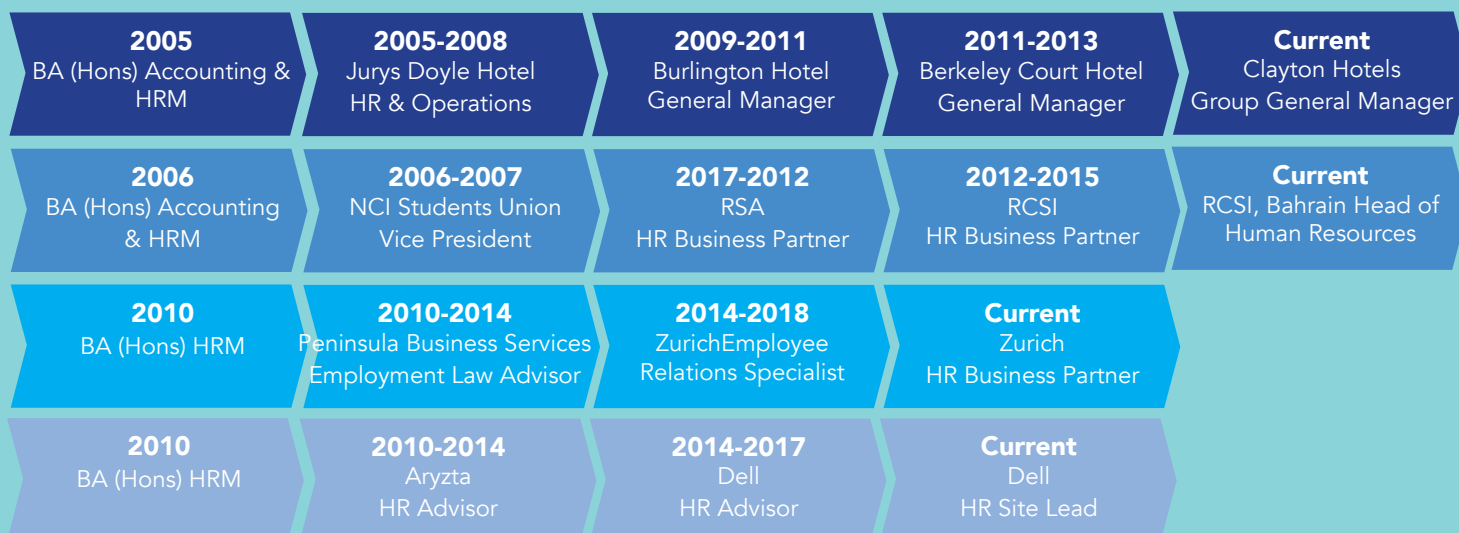 2005
BA (Hons) Accounting &
HRM
2005-2008
Jurys Doyle Hotel
HR & Operations
2009-2011
Burlington Hotel
General Manager
2011-2013
Berkeley Court Hotel
General Manager
Current
Clayton Hotels
Group General Manager
2006
BA (Hons) Accounting
& HRM
2006-2007
NCI Students Union
Vice President
2017-2012
RSA
HR Business Partner
2012-2015
RCSI
HR Business Partner
Current
RCSI, Bahrain Head of
Human Resources
2010
BA (Hons) HRM
2010-2014
Peninsula Business Services
Employment Law Advisor
2014-2018
ZurichEmployee
Relations Specialist
Current
Zurich
HR Business Partner
2010
BA (Hons) HRM
2010-2014
Aryzta
HR Advisor
2014-2017
Dell
HR Advisor
Current
Dell
HR Site Lead